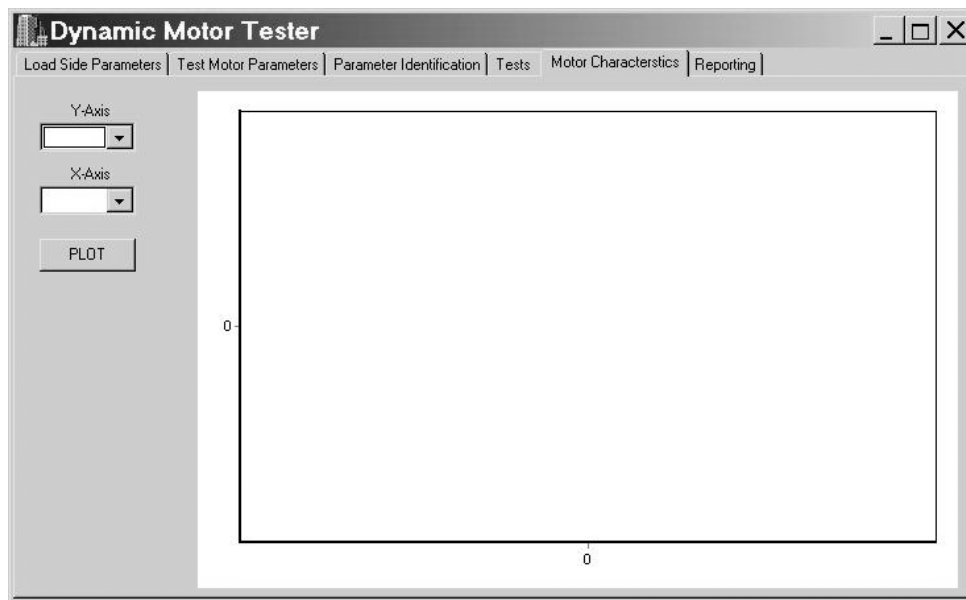 Dynamic Motor Tester
Load Side Parameters Test Motor Parameters Parameter Identification Tests Motor Characterstics Reporting
Y-Axis
X-Axis
PLOT
0
0